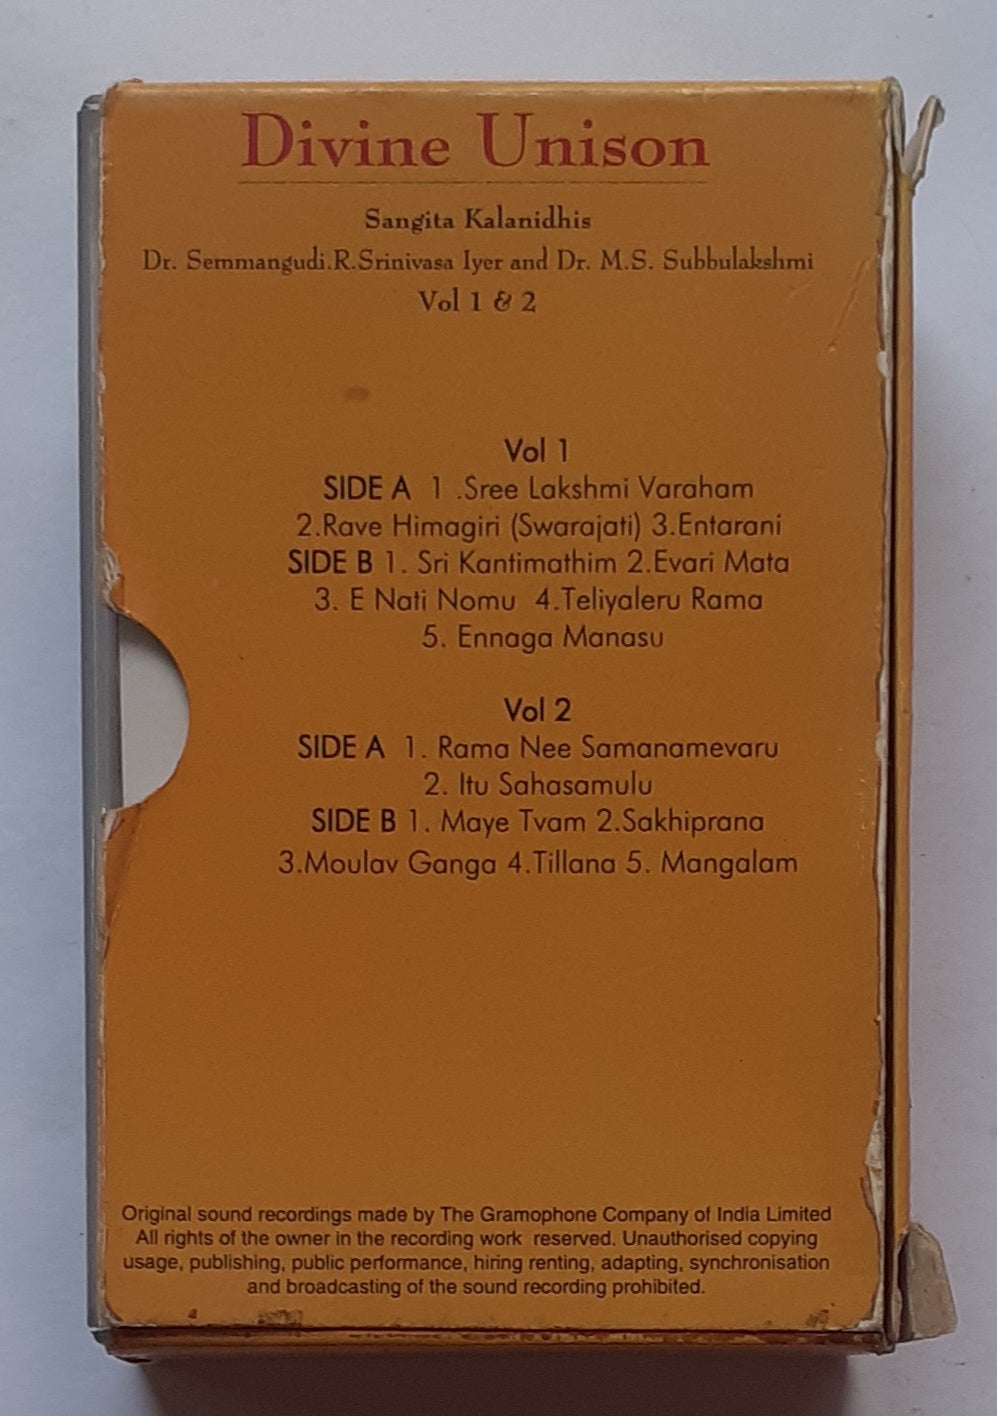 Divine Unison
Sangita Kalanidhis
Dr. Semmangudi.R.Srinivasa Iyer and Dr. M.S. Subbulakshmi
Vol 1 & 2
Vol 1
SIDE A 1 .Sree Lakshmi Varaham
2.Rave Himagiri (Swarajati) 3.Entarani
SIDE B 1. Sri Kantimathim 2.Evari Mata
3. E Nati Nomu 4.Teliyaleru Rama
5. Ennaga Manasu
Vol 2
SIDE A 1. Rama Nee Samanamevaru
2. Itu Sahasamulu
SIDE B 1. Maye Tvam 2.Sakhiprana
3.Moulav Ganga 4.Tillana 5. Mangalam
Original sound recordings made by The Gramophone Company of India Limited
All rights of the owner in the recording work reserved. Unauthorised copying
usage, publishing, public performance, hiring renting, adapting, synchronisation
and broadcasting of the sound recording prohibited.